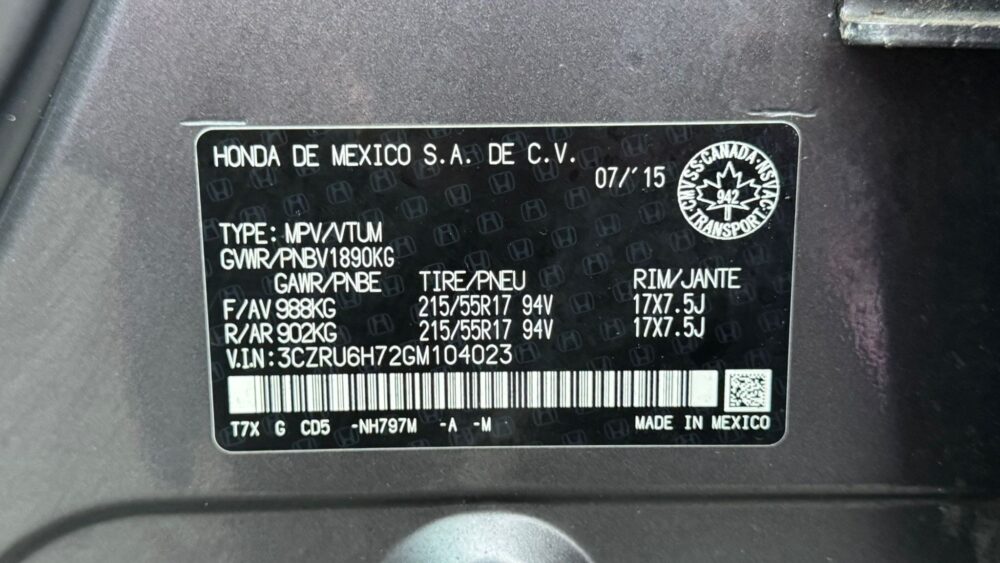 HONDA DE MEXICO S.A. DE C.V.
07/'15
CMVSS·CANADA·NSVAC·TRANSPORT·
942
TYPE: MPV/VTUM
GVWR/PNBV1890KG
GAWR/PNBE TIRE/PNEU RIM/JANTE
F/AV 988KG 215/55R17 94V 17X7.5J
R/AR 902KG 215/55R17 94V 17X7.5J
V.I.N:3CZRU6H72GM104023
T7X G CD5 -NH797M -A -M MADE IN MEXICO